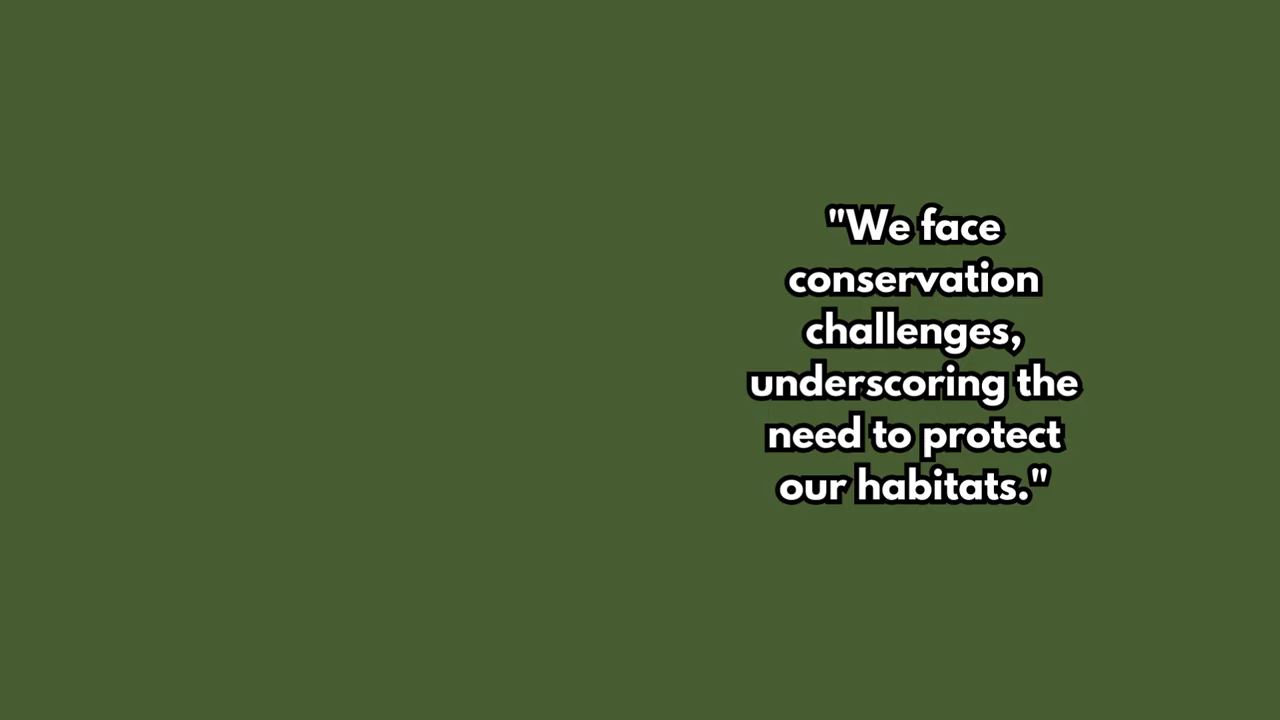 "We face
conservation
challenges,
underscoring the
need to protect
our habitats."